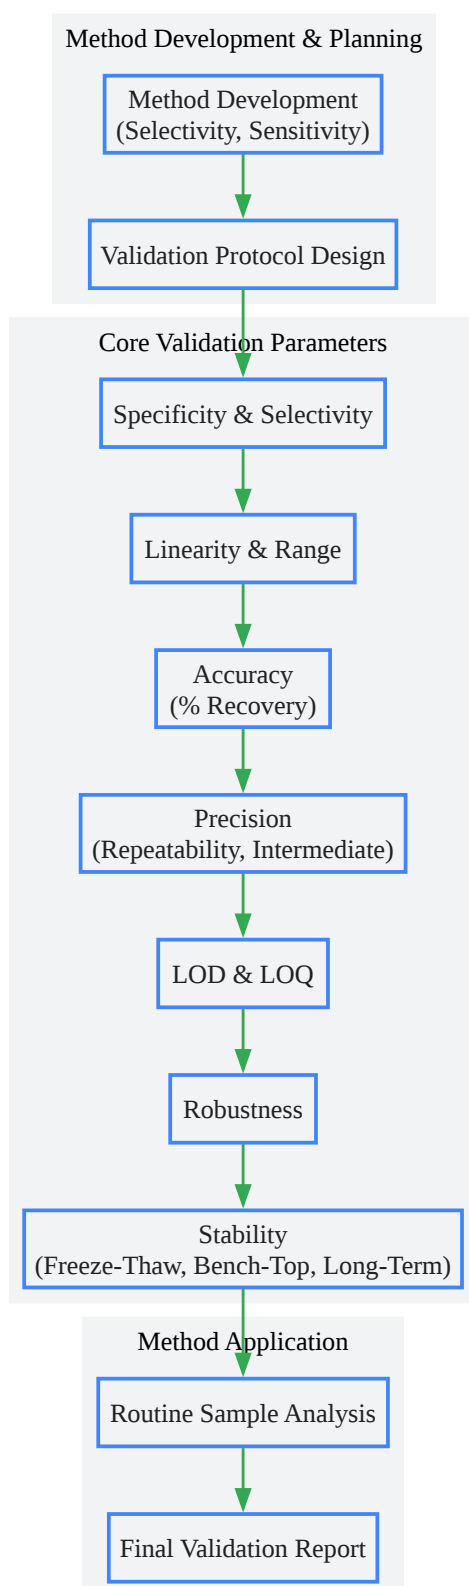 Method Development & Planning
Method Development
(Selectivity, Sensitivity)
Validation Protocol Design
Core Validation Parameters
Specificity & Selectivity
Linearity & Range
Accuracy
(% Recovery)
Precision
(Repeatability, Intermediate)
LOD & LOQ
Robustness
Stability
(Freeze-Thaw, Bench-Top, Long-Term)
Method Application
Routine Sample Analysis
Final Validation Report